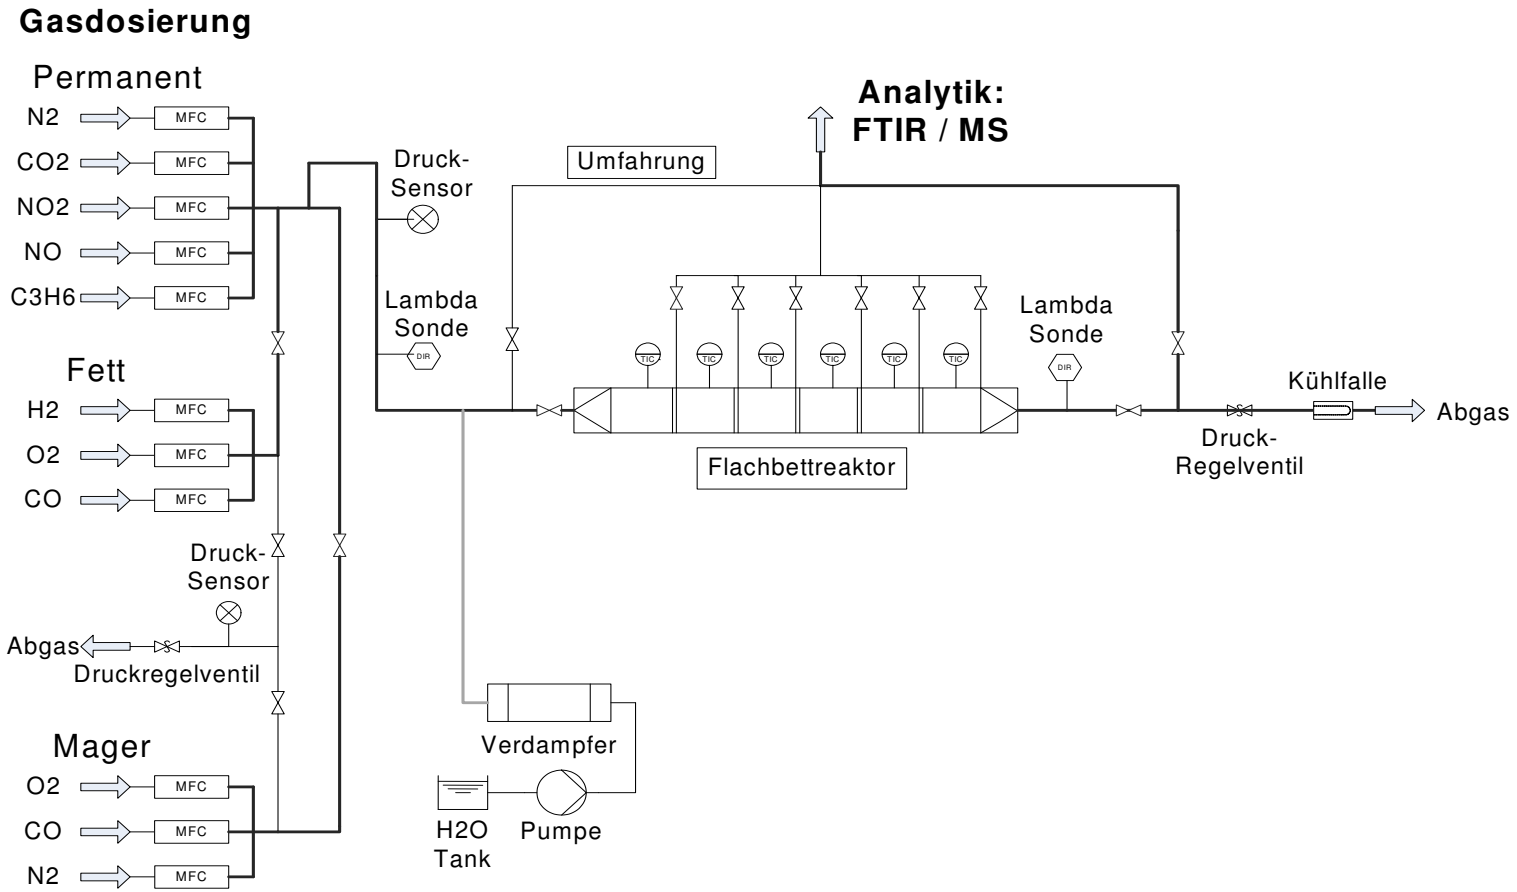 Gasdosierung
Permanent
N2
MFC
CO2
MFC
NO2
MFC
NO
MFC
C3H6
MFC
Fett
H2
MFC
O2
MFC
CO
MFC
Druck-
Sensor
Abgas
Druckregelventil
Mager
O2
MFC
CO
MFC
N2
MFC
Druck-
Sensor
Lambda
Sonde
DIR
Umfahrung
Analytik:
FTIR / MS
TIC
TIC
TIC
TIC
TIC
TIC
Flachbettreaktor
Lambda
Sonde
DIR
Druck-
Regelventil
Kühlfalle
Abgas
Verdampfer
H2O
Tank
Pumpe